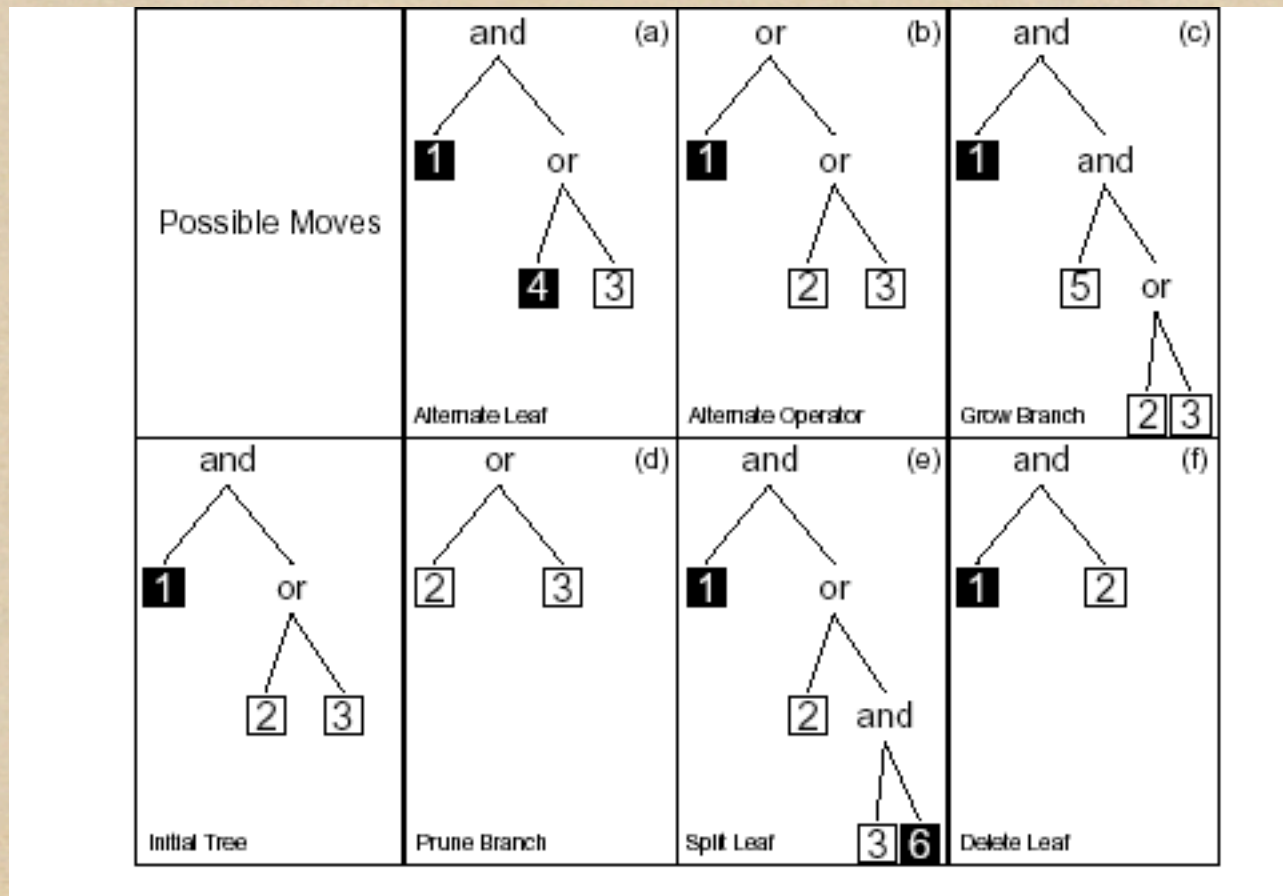 Possible Moves
and (a)
1 or
4 3
Alternate Leaf
or (b)
1 or
2 3
Alternate Operator
and (c)
1 and
5 or
2 3
Grow Branch
and
1 or
2 3
Initial Tree
or (d)
2 3
Prune Branch
and (e)
1 or
2 and
3 6
Split Leaf
and (f)
1 2
Delete Leaf